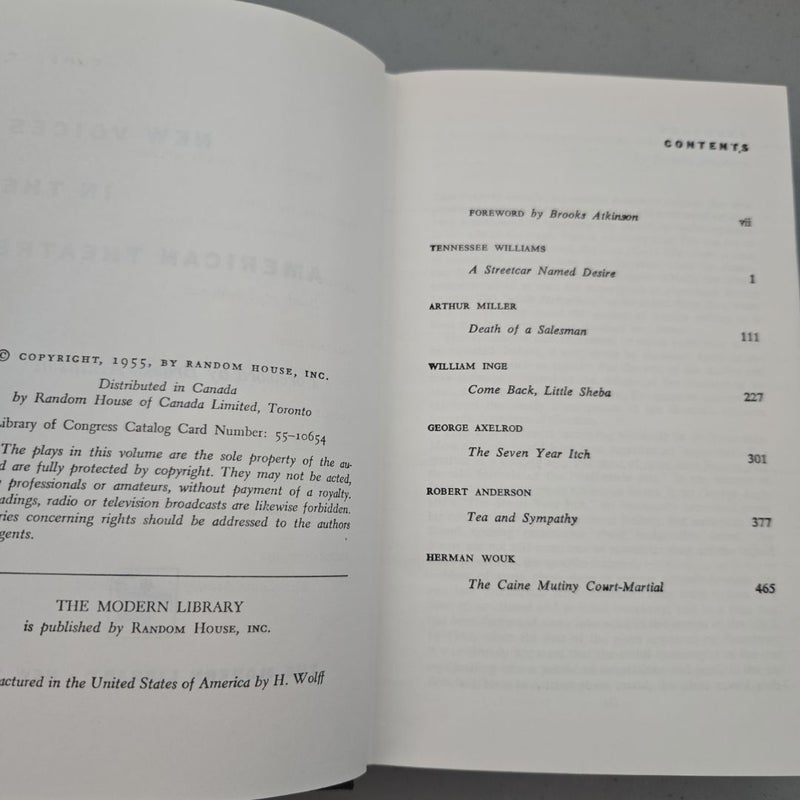 © COPYRIGHT, 1955, BY RANDOM HOUSE, INC.
Distributed in Canada
by Random House of Canada Limited, Toronto
Library of Congress Catalog Card Number: 55–10654
The plays in this volume are the sole property of the au-
are fully protected by copyright. They may not be acted,
professionals or amateurs, without payment of a royalty.
radio or television broadcasts are likewise forbidden.
concerning rights should be addressed to the authors
THE MODERN LIBRARY
is published by RANDOM HOUSE, INC.
in the United States of America by H. Wolff
CONTENTS
FOREWORD by Brooks Atkinson vii
TENNESSEE WILLIAMS
A Streetcar Named Desire 1
ARTHUR MILLER
Death of a Salesman 111
WILLIAM INGE
Come Back, Little Sheba 227
GEORGE AXELROD
The Seven Year Itch 301
ROBERT ANDERSON
Tea and Sympathy 377
HERMAN WOUK
The Caine Mutiny Court-Martial 465